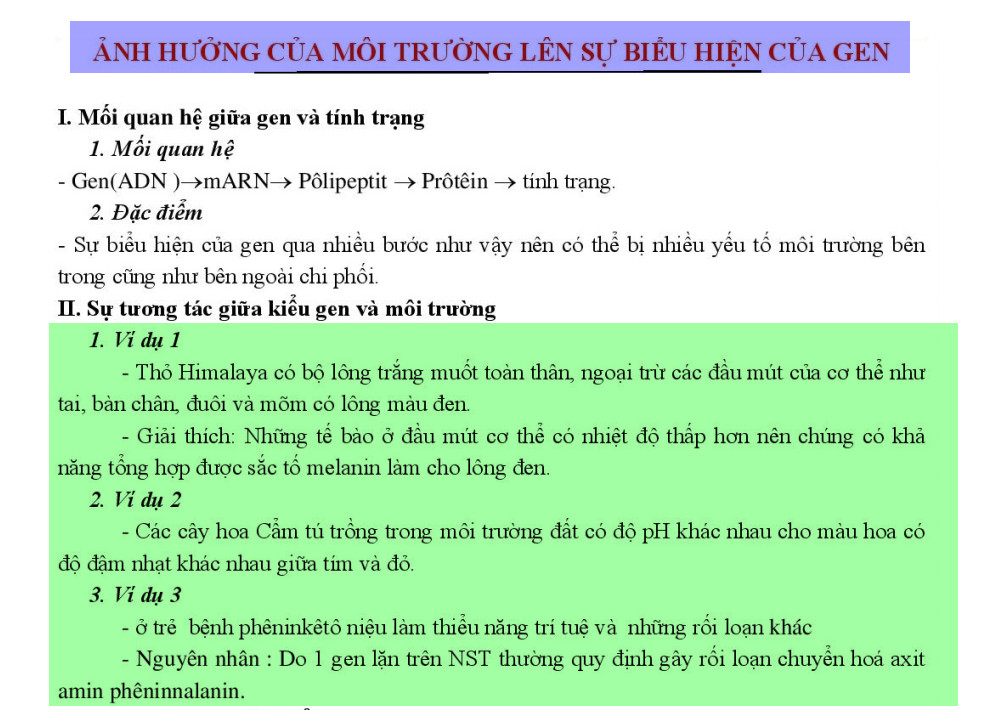 ẢNH HƯỞNG CỦA MÔI TRƯỜNG LÊN SỰ BIỂU HIỆN CỦA GEN
I. Mối quan hệ giữa gen và tính trạng
1. Mối quan hệ
- Gen(ADN )→mARN→ Pôlipeptit → Prôtêin → tính trạng.
2. Đặc điểm
- Sự biểu hiện của gen qua nhiều bước như vậy nên có thể bị nhiều yếu tố môi trường bên
trong cũng như bên ngoài chi phối.
II. Sự tương tác giữa kiểu gen và môi trường
1. Ví dụ 1
- Thỏ Himalaya có bộ lông trắng muốt toàn thân, ngoại trừ các đầu mút của cơ thể như
tai, bàn chân, đuôi và mõm có lông màu đen.
- Giải thích: Những tế bào ở đầu mút cơ thể có nhiệt độ thấp hơn nên chúng có khả
năng tổng hợp được sắc tố melanin làm cho lông đen.
2. Ví dụ 2
- Các cây hoa Cẩm tú trồng trong môi trường đất có độ pH khác nhau cho màu hoa có
độ đậm nhạt khác nhau giữa tím và đỏ.
3. Ví dụ 3
- ở trẻ bệnh phêninkêtô niệu làm thiểu năng trí tuệ và những rối loạn khác
- Nguyên nhân : Do 1 gen lặn trên NST thường quy định gây rối loạn chuyển hoá axit
amin phêninnalanin.